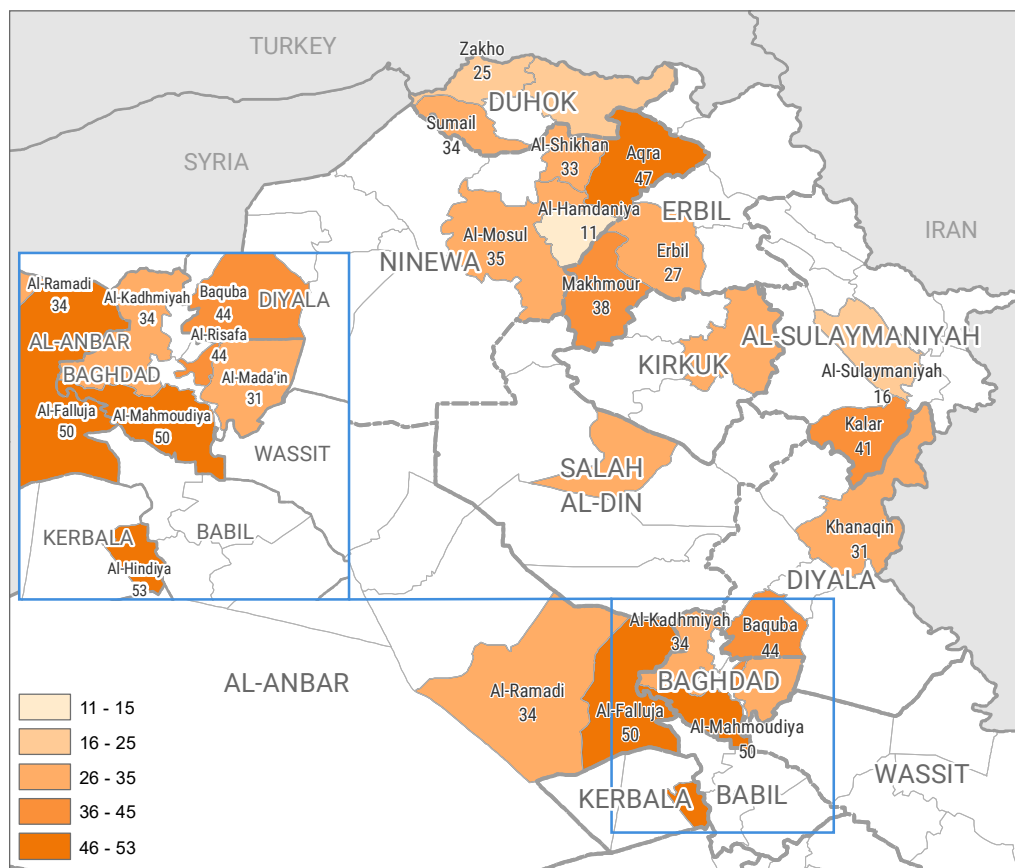 TURKEY
Zakho
25
DUHOK
Sumail
34
Al-Shikhan
33
Aqra
47
SYRIA
Al-Hamdaniya
11
ERBIL
IRAN
Al-Mosul
35
NINEWA
Erbil
27
Makhmour
38
AL-SULAYMANIYAH
KIRKUK
Al-Sulaymaniyah
16
Kalar
41
SALAH
AL-DIN
Khanaqin
31
DIYALA
Al-Ramadi
34
Al-Kadhmiyah
34
Baquba
44
DIYALA
Al-Risafa
44
AL-ANBAR
BAGHDAD
Al-Mada'in
31
Al-Falluja
50
Al-Mahmoudiya
50
WASSIT
KERBALA
BABIL
Al-Hindiya
53
Al-Kadhmiyah
34
Baquba
44
AL-ANBAR
Al-Ramadi
34
BAGHDAD
Al-Falluja
50
Al-Mahmoudiya
50
WASSIT
KERBALA
BABIL
11 - 15
16 - 25
26 - 35
36 - 45
46 - 53